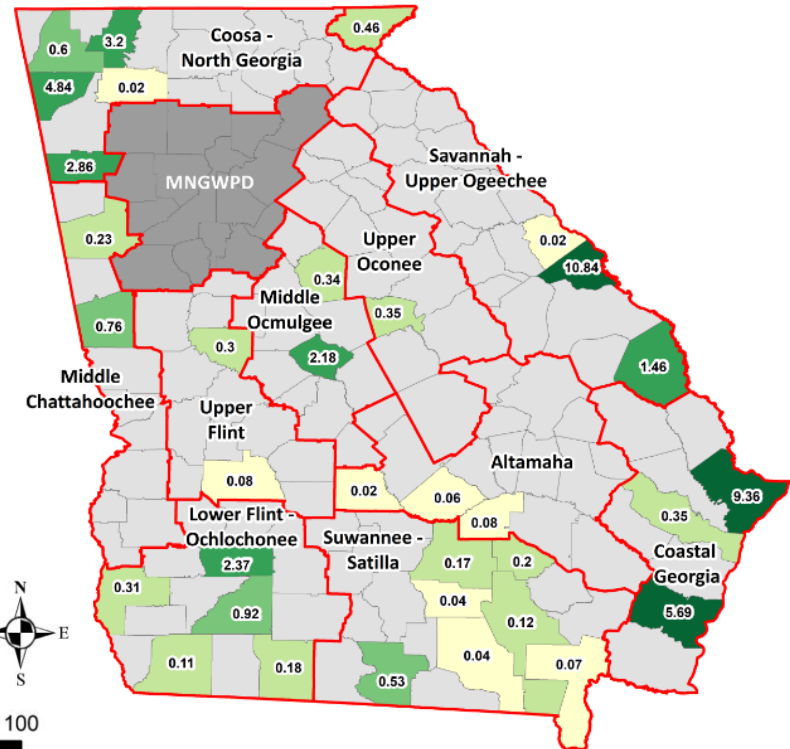 0.46
3.2
0.6
Coosa -
North Georgia
4.84
0.02
2.86
MNGWPD
Savannah -
Upper Ogeechee
0.23
0.02
10.84
Upper
Oconee
0.34
Middle
Ocmulgee
0.35
0.76
0.3
2.18
1.46
Middle
Chattahoochee
Upper
Flint
Altamaha
0.08
0.02
0.06
9.36
0.35
0.08
Lower Flint -
Ochlochonee
Suwannee -
Satilla
Coastal
Georgia
2.37
0.17
0.2
0.31
0.92
0.04
0.12
5.69
N
E
S
0.11
0.18
0.53
0.04
0.07
100